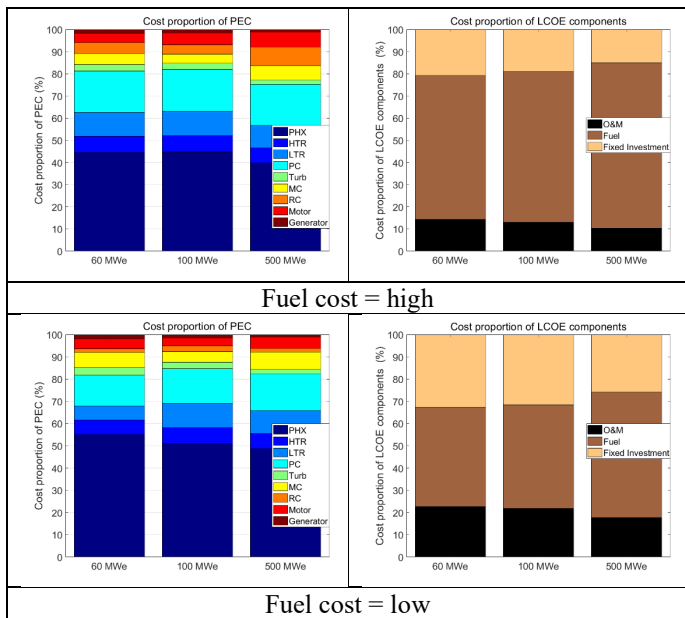 Cost proportion of PEC
Cost proportion of PEC (%)
100
90
80
70
60
50
40
30
20
10
0
PHX
HTR
LTR
PC
Turb
MC
RC
Motor
Generator
60 MWe 100 MWe 500 MWe
Cost proportion of LCOE components
Cost proportion of LCOE components (%)
100
90
80
70
60
50
40
30
20
10
0
O&M
Fuel
Fixed Investment
60 MWe 100 MWe 500 MWe
Fuel cost = high
Cost proportion of PEC
Cost proportion of PEC (%)
100
90
80
70
60
50
40
30
20
10
0
PHX
HTR
LTR
PC
Turb
MC
RC
Motor
Generator
60 MWe 100 MWe 500 MWe
Cost proportion of LCOE components
Cost proportion of LCOE components (%)
100
90
80
70
60
50
40
30
20
10
0
O&M
Fuel
Fixed Investment
60 MWe 100 MWe 500 MWe
Fuel cost = low